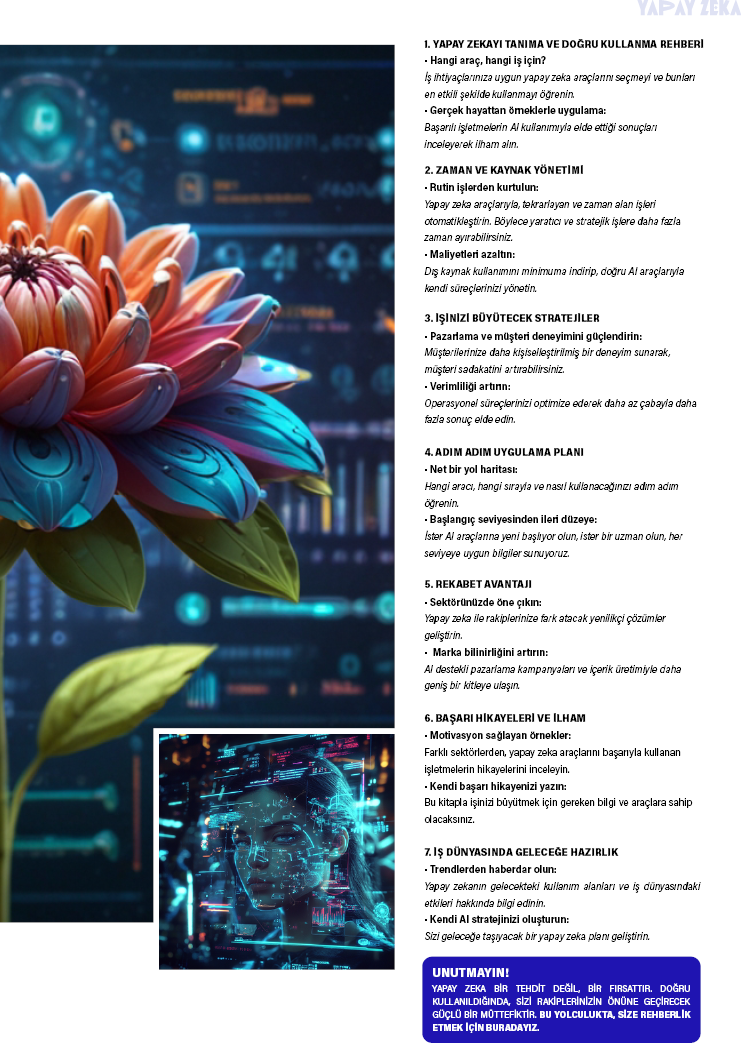 YAPAY ZEKA
1. YAPAY ZEKAYI TANIMA VE DOĞRU KULLANMA REHBERİ
• Hangi araç, hangi iş için?
İş ihtiyaçlarınıza uygun yapay zeka araçlarını seçmeyi ve bunları
en etkili şekilde kullanmayı öğrenin.
• Gerçek hayattan örneklerle uygulama:
Başarılı işletmelerin AI kullanımıyla elde ettiği sonuçları
inceleyerek ilham alın.
2. ZAMAN VE KAYNAK YÖNETİMİ
• Rutin işlerden kurtulun:
Yapay zeka araçlarıyla, tekrarlayan ve zaman alan işleri
otomatikleştirin. Böylece yaratıcı ve stratejik işlere daha fazla
zaman ayırabilirsiniz.
• Maliyetleri azaltın:
Dış kaynak kullanımını minimuma indirip, doğru AI araçlarıyla
kendi süreçlerinizi yönetin.
3. İŞİNİZİ BÜYÜTECEK STRATEJİLER
• Pazarlama ve müşteri deneyimini güçlendirin:
Müşterilerinize daha kişiselleştirilmiş bir deneyim sunarak,
müşteri sadakatini artırabilirsiniz.
• Verimliliği artırın:
Operasyonel süreçlerinizi optimize ederek daha az çabayla daha
fazla sonuç elde edin.
4. ADIM ADIM UYGULAMA PLANI
• Net bir yol haritası:
Hangi aracı, hangi sırayla ve nasıl kullanacağınızı adım adım
öğrenin.
• Başlangıç seviyesinden ileri düzeye:
İster AI araçlarına yeni başlıyor olun, ister bir uzman olun, her
seviyeye uygun bilgiler sunuyoruz.
5. REKABET AVANTAJI
• Sektörünüzde öne çıkın:
Yapay zeka ile rakiplerinize fark atacak yenilikçi çözümler
geliştirin.
• Marka bilinirliğini artırın:
AI destekli pazarlama kampanyaları ve içerik üretimiyle daha
geniş bir kitleye ulaşın.
6. BAŞARI HİKAYELERİ VE İLHAM
• Motivasyon sağlayan örnekler:
Farklı sektörlerden, yapay zeka araçlarını başarıyla kullanan
işletmelerin hikayelerini inceleyin.
• Kendi başarı hikayenizi yazın:
Bu kitapla işinizi büyütmek için gereken bilgi ve araçlara sahip
olacaksınız.
7. İŞ DÜNYASINDA GELECEĞE HAZIRLIK
• Trendlerden haberdar olun:
Yapay zekanın gelecekteki kullanım alanları ve iş dünyasındaki
etkileri hakkında bilgi edinin.
• Kendi AI stratejinizi oluşturun:
Sizi geleceğe taşıyacak bir yapay zeka planı geliştirin.
UNUTMAYIN!
YAPAY ZEKA BİR TEHDİT DEĞİL, BİR FIRSATTIR. DOĞRU
KULLANILDIĞINDA, SİZİ RAKİPLERİNİZİN ÖNÜNE GEÇİRECEK
GÜÇLÜ BİR MÜTTEFİKTİR. BU YOLCULUKTA, SİZE REHBERLİK
ETMEK İÇİN BURADAYIZ.